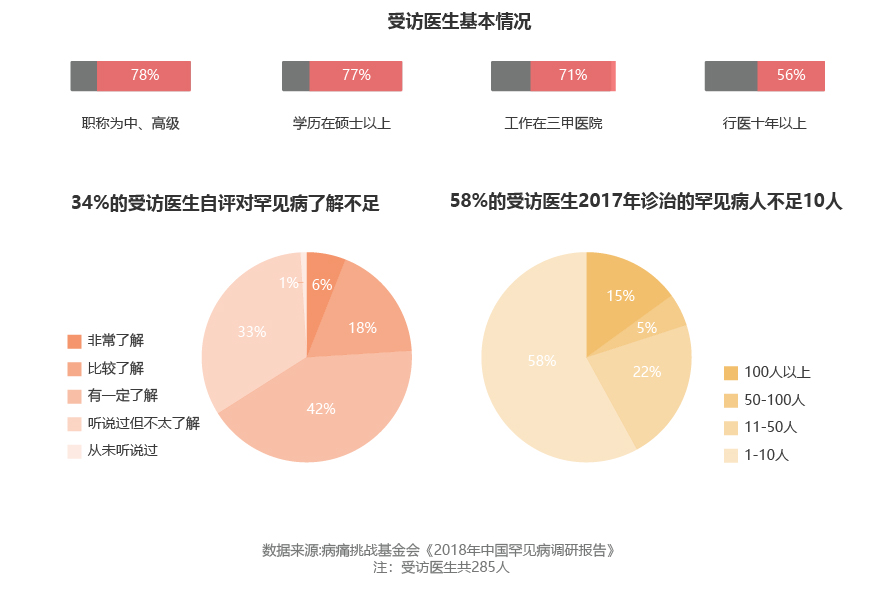 受访医生基本情况
78%
77%
71%
56%
职称为中、高级
学历在硕士以上
工作在三甲医院
行医十年以上
34%的受访医生自评对罕见病了解不足
58%的受访医生2017年诊治的罕见病人不足10人
1%
6%
18%
33%
42%
非常了解
比较了解
有一定了解
听说过但不太了解
从未听说过
15%
5%
22%
58%
100人以上
50-100人
11-50人
1-10人
数据来源:病痛挑战基金会《2018年中国罕见病调研报告》
注：受访医生共285人